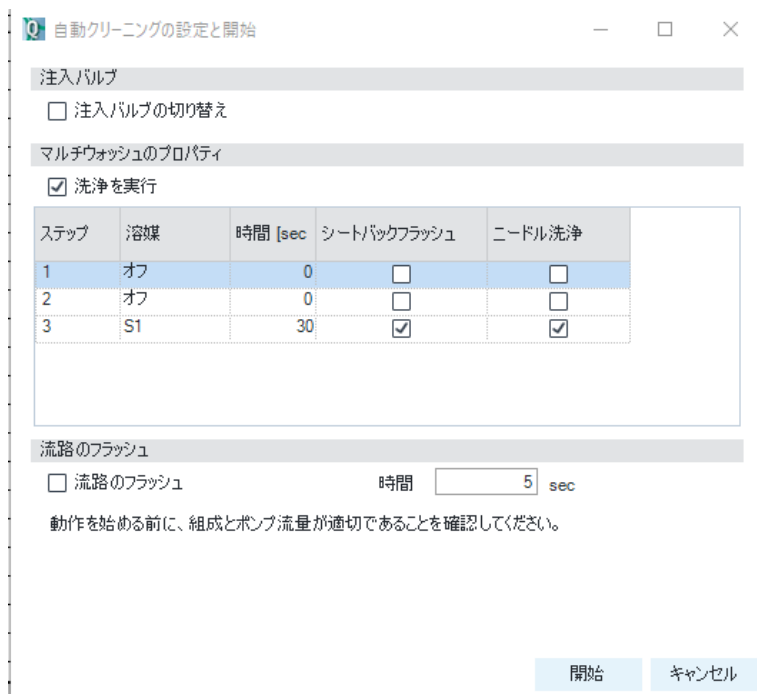 自動クリーニングの設定と開始
注入バルブ
注入バルブの切り替え
マルチウォッシュのプロパティ
洗浄を実行
ステップ 溶媒 時間 [sec シートバックフラッシュ ニードル洗浄
1 オフ 0
2 オフ 0
3 S1 30
流路のフラッシュ
流路のフラッシュ 時間 5 sec
動作を始める前に、組成とポンプ流量が適切であることを確認してください。
開始 キャンセル